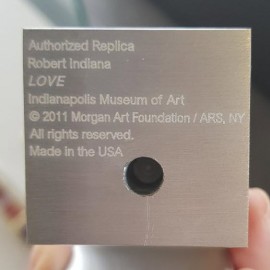 Authorized Replica
Robert Indiana
LOVE
Indianapolis Museum of Art
© 2011 Morgan Art Foundation / ARS, NY
All rights reserved.
Made in the USA